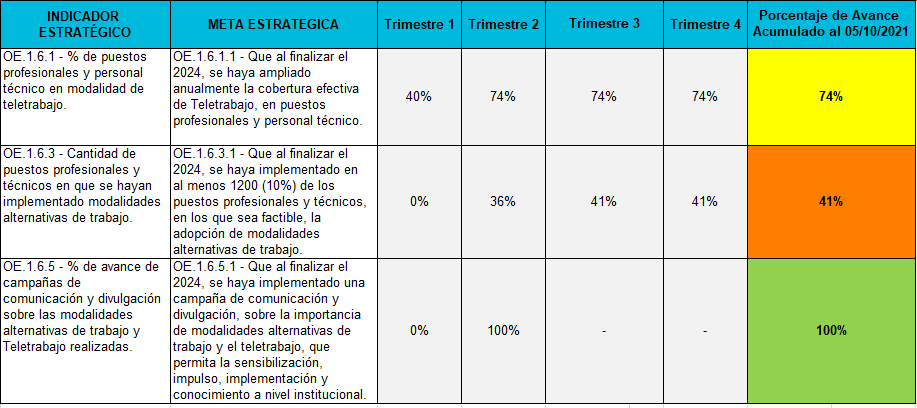 INDICADOR
ESTRATÉGICO
META ESTRATEGICA
Trimestre 1
Trimestre 2
Trimestre 3
Trimestre 4
Porcentaje de Avance
Acumulado al 05/10/2021
OE.1.6.1 - % de puestos
profesionales y personal
técnico en modalidad de
teletrabajo.
OE.1.6.1.1 - Que al finalizar el
2024, se haya ampliado
anualmente la cobertura efectiva
de Teletrabajo, en puestos
profesionales y personal técnico.
40%
74%
74%
74%
74%
OE.1.6.3 - Cantidad de
puestos profesionales y
técnicos en que se hayan
implementado modalidades
alternativas de trabajo.
OE.1.6.3.1 - Que al finalizar el
2024, se haya implementado en
al menos 1200 (10%) de los
puestos profesionales y técnicos,
en los que sea factible, la
adopción de modalidades
alternativas de trabajo.
0%
36%
41%
41%
41%
OE.1.6.5 - % de avance de
campañas de
comunicación y divulgación
sobre las modalidades
alternativas de trabajo y
Teletrabajo realizadas.
OE.1.6.5.1 - Que al finalizar el
2024, se haya implementado una
campaña de comunicación y
divulgación, sobre la importancia
de modalidades alternativas de
trabajo y el teletrabajo, que
permita la sensibilización,
impulso, implementación y
conocimiento a nivel institucional.
0%
100%
-
-
100%